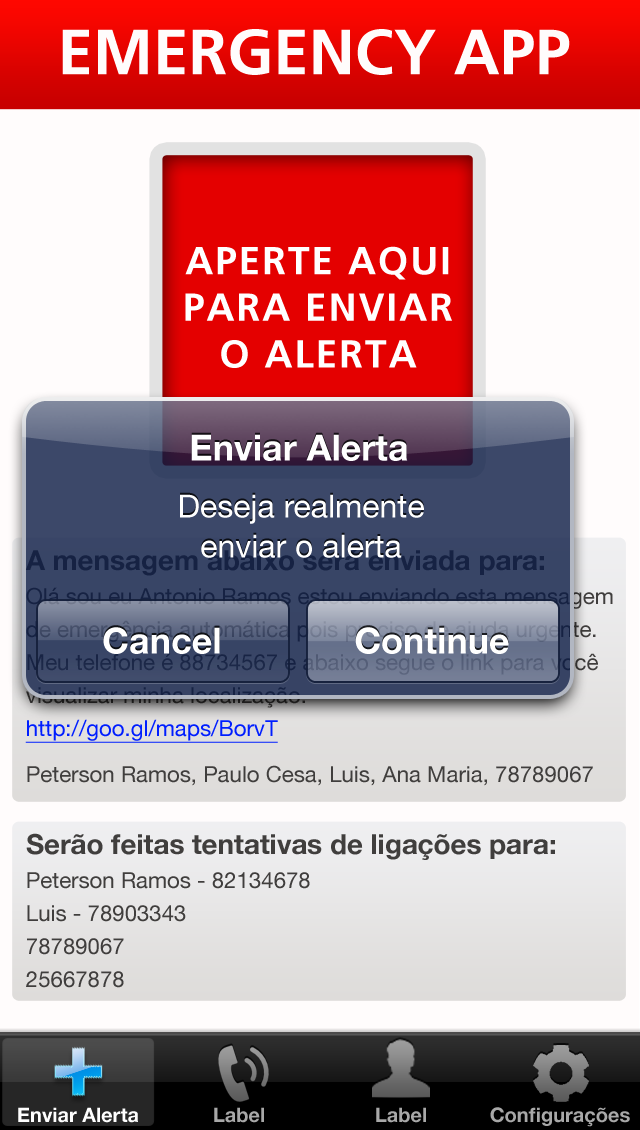 EMERGENCY APP
APERTE AQUI
PARA ENVIAR
O ALERTA
Enviar Alerta
Deseja realmente
enviar o alerta
A mensagem abaixo será enviada para:
Olá sou eu Antonio Ramos estou enviando esta mensagem
de emergência automática pois preciso de ajuda urgente.
Cancel
Continue
Meu telefone é 88734567 e abaixo segue o link para você
visualizar minha localização:
http://goo.gl/maps/BorvT
Peterson Ramos, Paulo Cesa, Luis, Ana Maria, 78789067
Serão feitas tentativas de ligações para:
Peterson Ramos - 82134678
Luis - 78903343
78789067
25667878
Enviar Alerta
Label
Label
Configurações